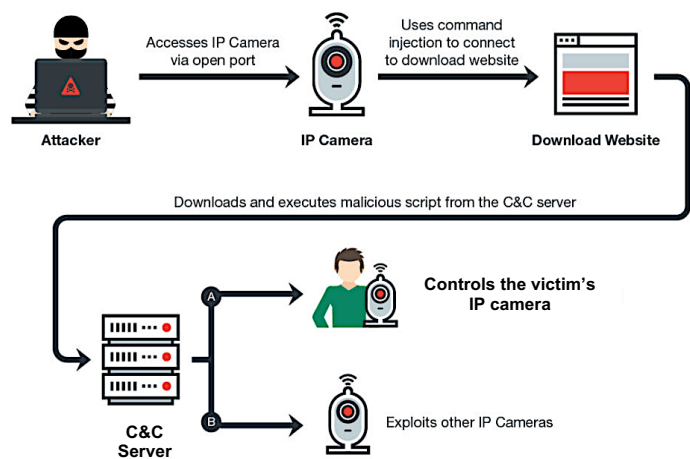 Accesses IP Camera
via open port
Uses command
injection to connect
to download website
Attacker
IP Camera
Download Website
Downloads and executes malicious script from the C&C server
A
Controls the victim's
IP camera
B
Exploits other IP Cameras
C&C
Server